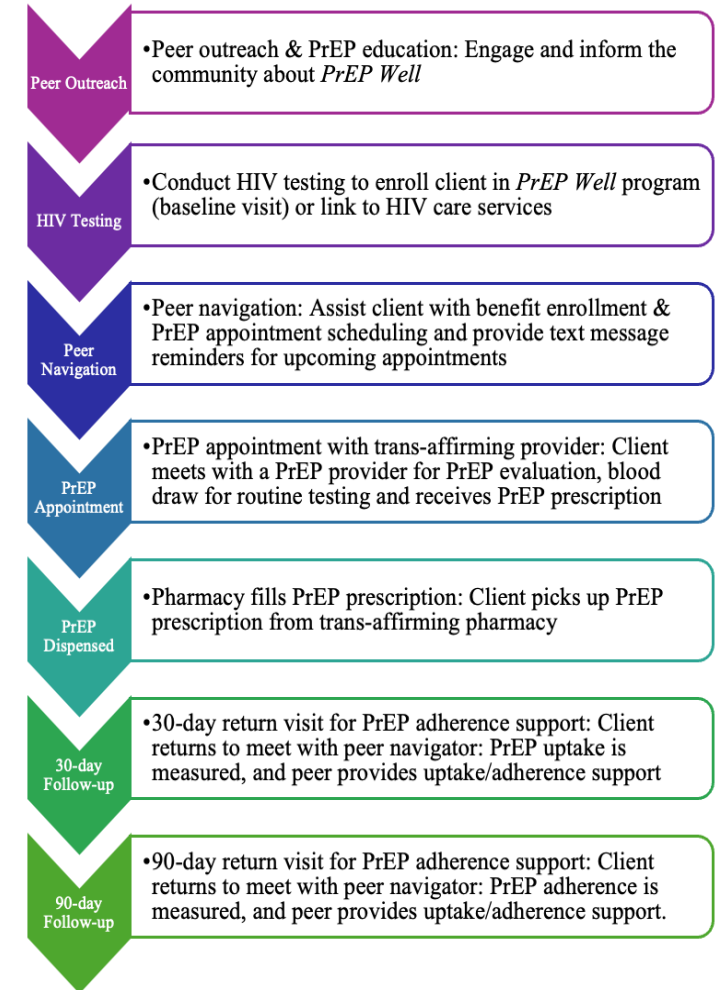 Peer Outreach
•Peer outreach & PrEP education: Engage and inform the
community about PrEP Well
HIV Testing
•Conduct HIV testing to enroll client in PrEP Well program
(baseline visit) or link to HIV care services
Peer
Navigation
•Peer navigation: Assist client with benefit enrollment &
PrEP appointment scheduling and provide text message
reminders for upcoming appointments
PrEP
Appointment
•PrEP appointment with trans-affirming provider: Client
meets with a PrEP provider for PrEP evaluation, blood
draw for routine testing and receives PrEP prescription
PrEP
Dispensed
•Pharmacy fills PrEP prescription: Client picks up PrEP
prescription from trans-affirming pharmacy
30-day
Follow-up
•30-day return visit for PrEP adherence support: Client
returns to meet with peer navigator: PrEP uptake is
measured, and peer provides uptake/adherence support
90-day
Follow-up
•90-day return visit for PrEP adherence support: Client
returns to meet with peer navigator: PrEP adherence is
measured, and peer provides uptake/adherence support.